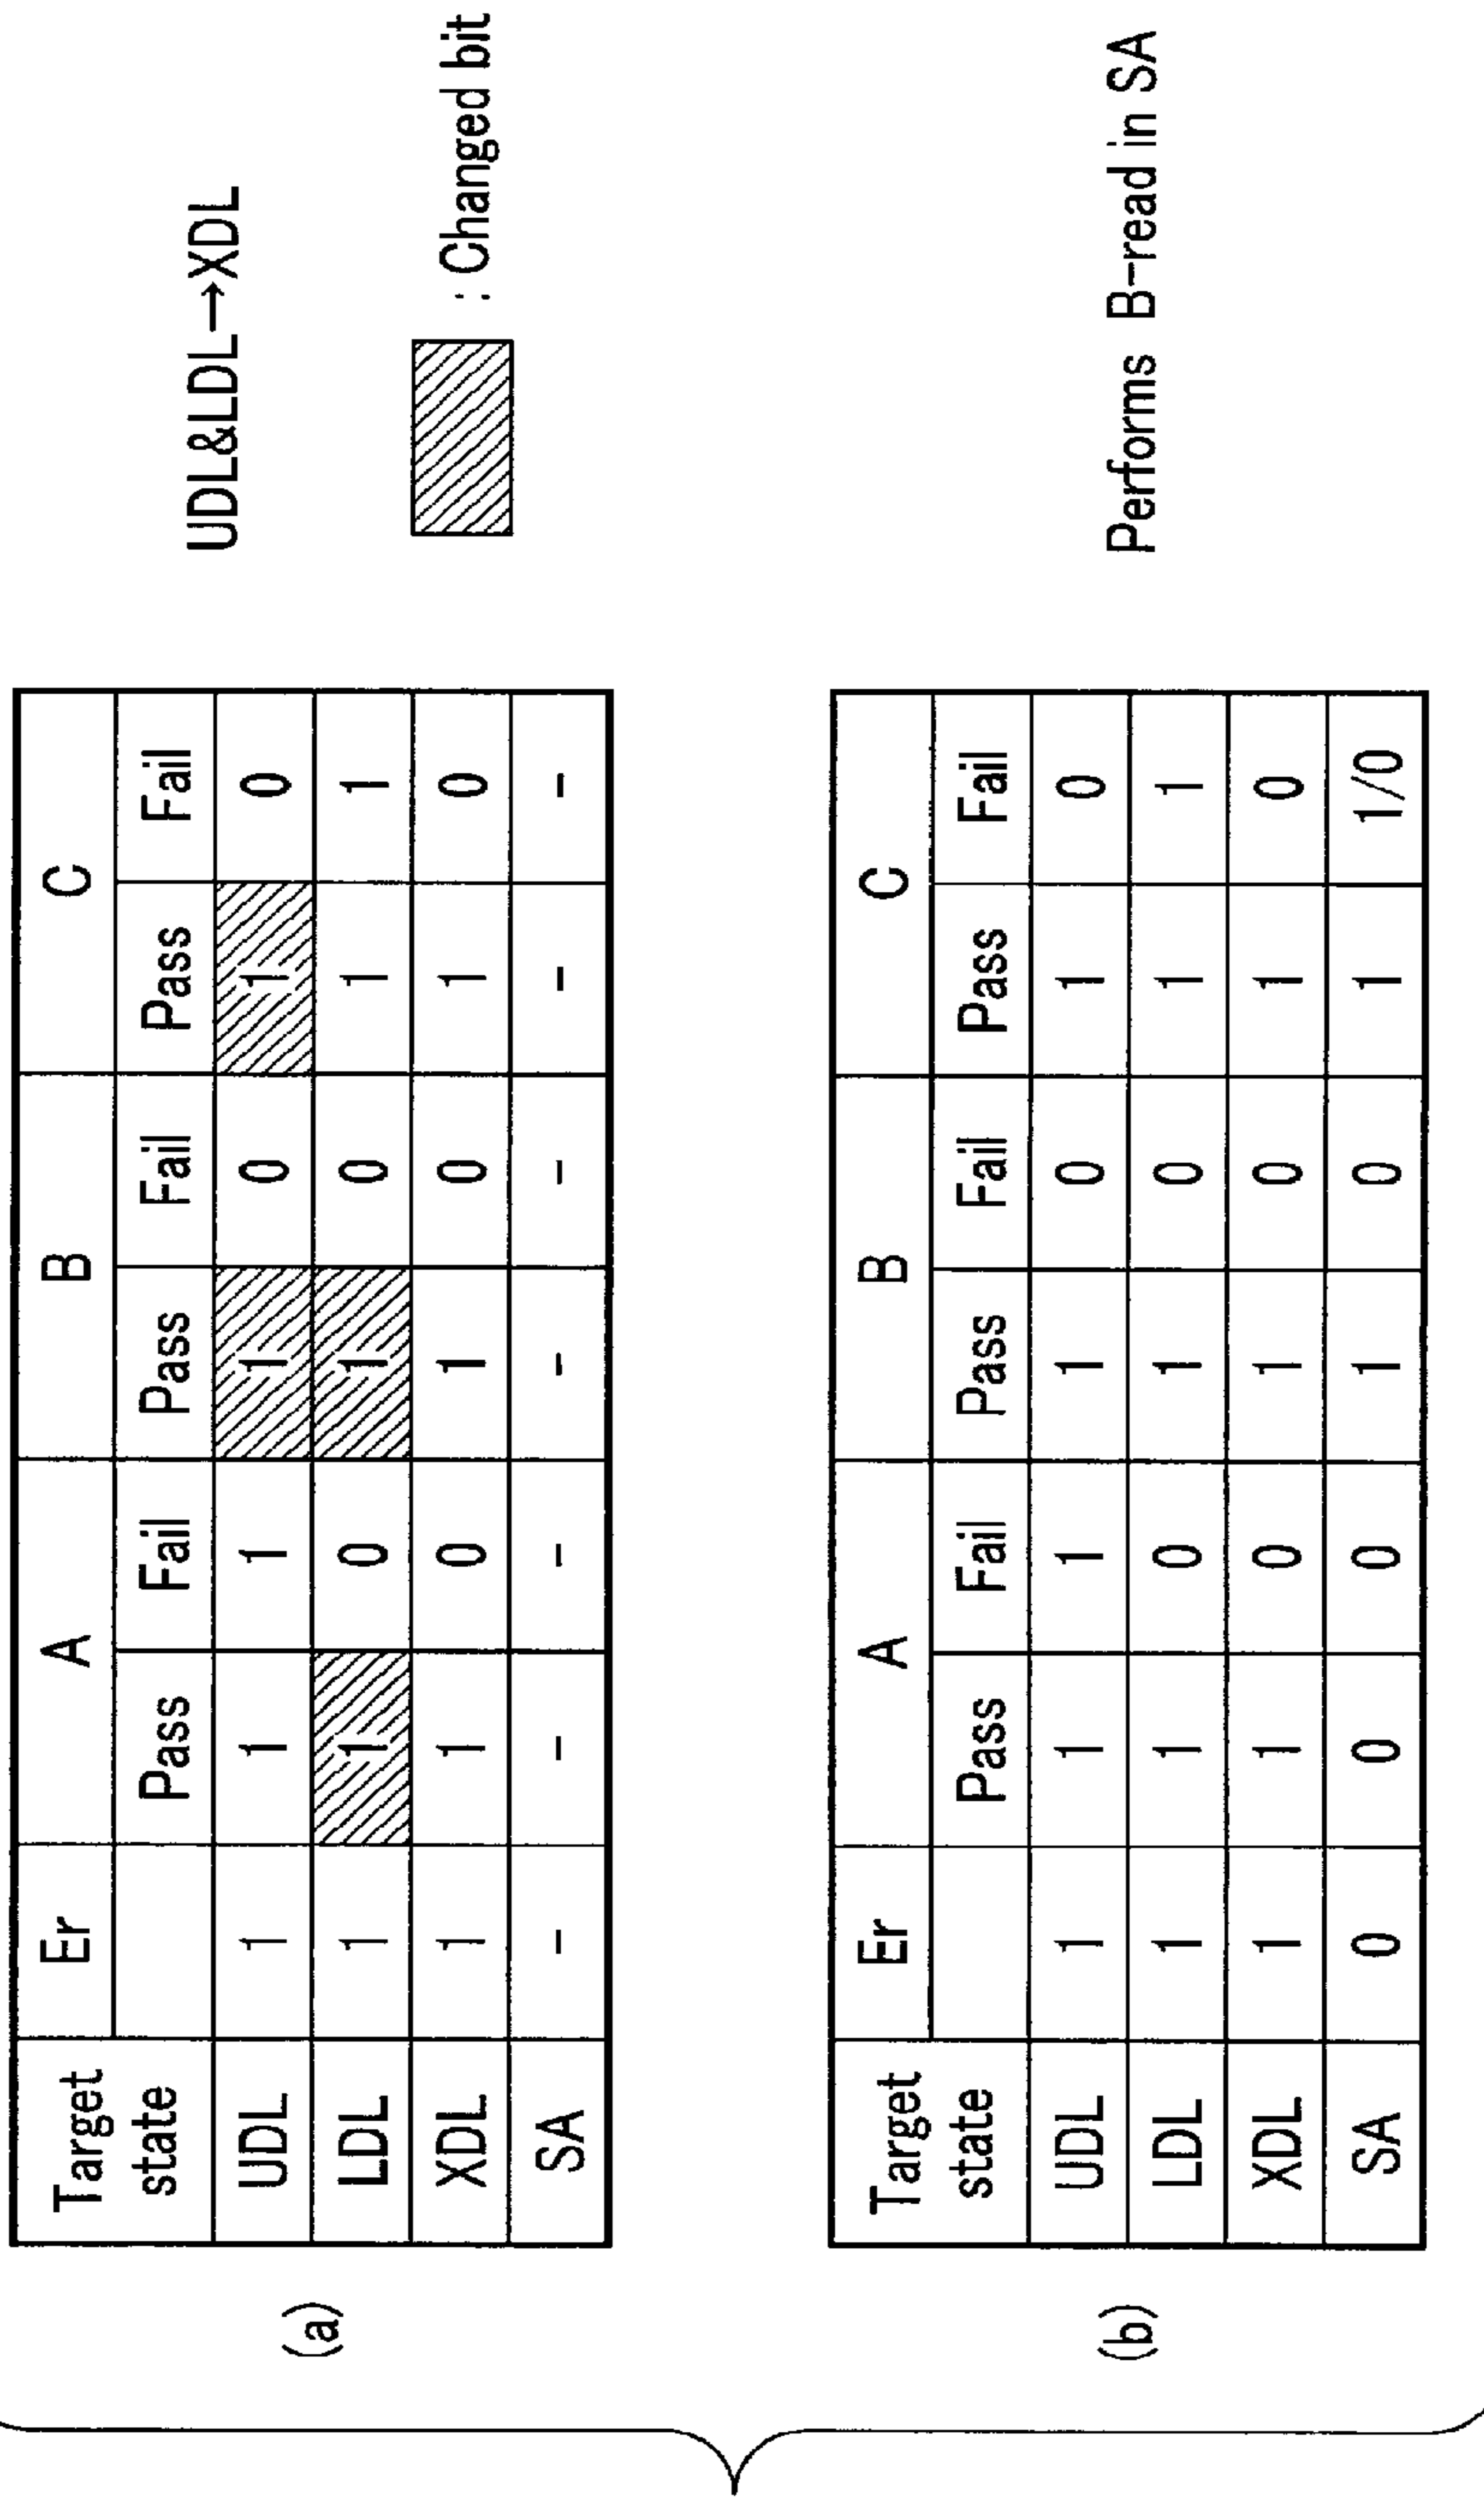 (a)
Target state Er A B C
Pass Fail Pass Fail Pass Fail
UDL 1 1 1 1 0 1 0
LDL 1 1 0 1 0 1 1
XDL 1 1 0 1 0 1 0
SA - - - - - - -
UDL&LDL→XDL
: Changed bit
(b)
Target state Er A B C
Pass Fail Pass Fail Pass Fail
UDL 1 1 1 1 0 1 0
LDL 1 1 0 1 0 1 1
XDL 1 1 0 1 0 1 0
SA 0 0 0 1 0 1 1/0
Performs B-read in SA